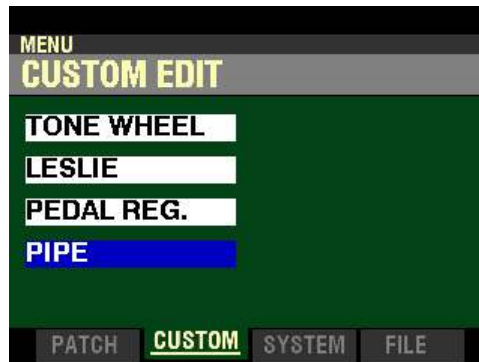 MENU
CUSTOM EDIT
TONE WHEEL
LESLIE
PEDAL REG.
PIPE
PATCH CUSTOM SYSTEM FILE